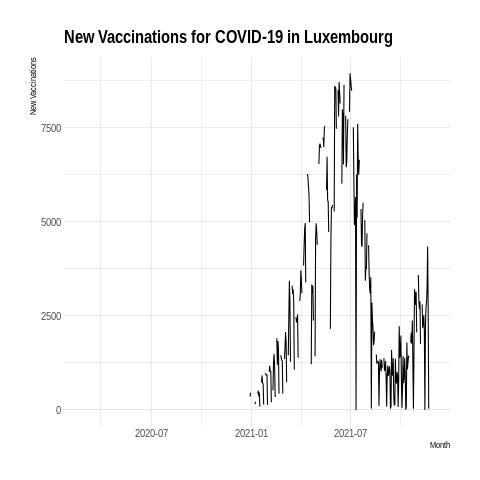 New Vaccinations for COVID-19 in Luxembourg
New Vaccinations
7500
5000
2500
0
2020-07
2021-01
2021-07
Month